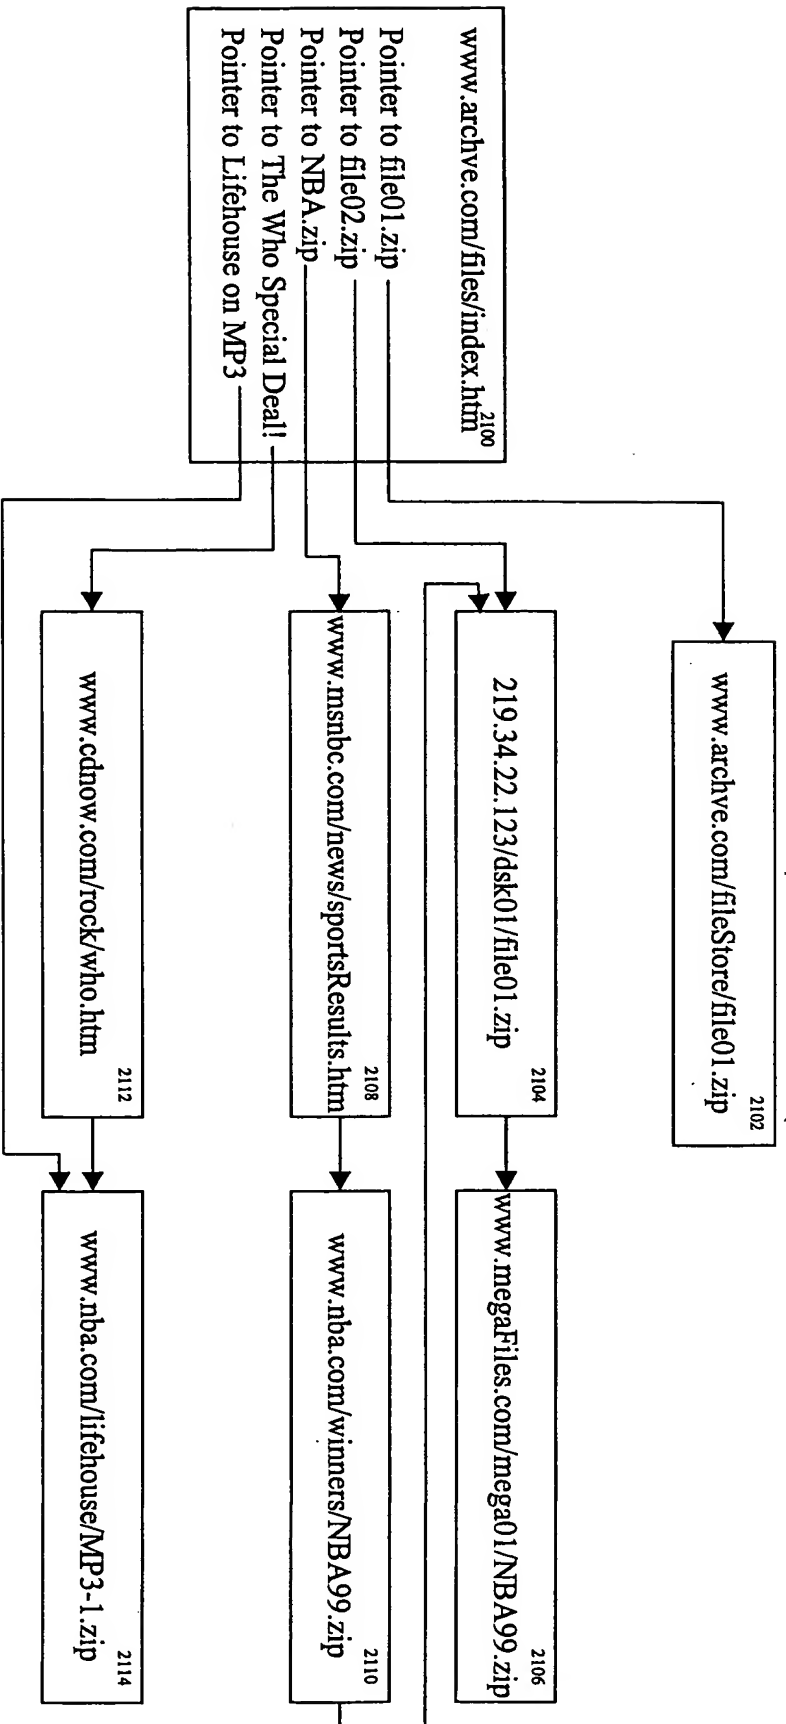 www.archve.com/files/index.htm
2100
Pointer to file01.zip
Pointer to file02.zip
Pointer to NBA.zip
Pointer to The Who Special Deal!
Pointer to Lifehouse on MP3
www.archve.com/fileStore/file01.zip
2102
219.34.22.123/dsk01/file01.zip
2104
www.megaFiles.com/mega01/NBA99.zip
2106
www.msnbc.com/news/sportsResults.htm
2108
www.nba.com/winners/NBA99.zip
2110
www.cdnow.com/rock/who.htm
2112
www.nba.com/lifehouse/MP3-1.zip
2114